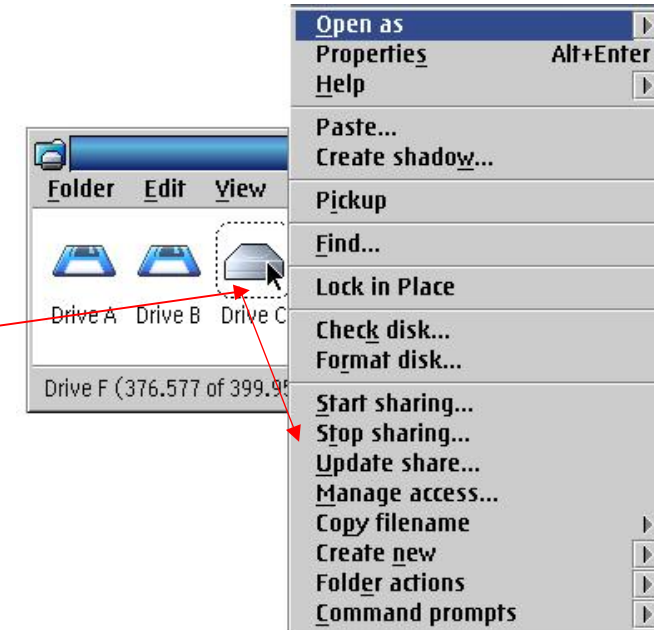 Open as
Properties Alt+Enter
Help
Paste...
Create shadow...
Pickup
Find...
Lock in Place
Check disk...
Format disk...
Start sharing...
Stop sharing...
Update share...
Manage access...
Copy filename
Create new
Folder actions
Command prompts
Folder Edit View
Drive A Drive B Drive C
Drive F (376.577 of 399.95